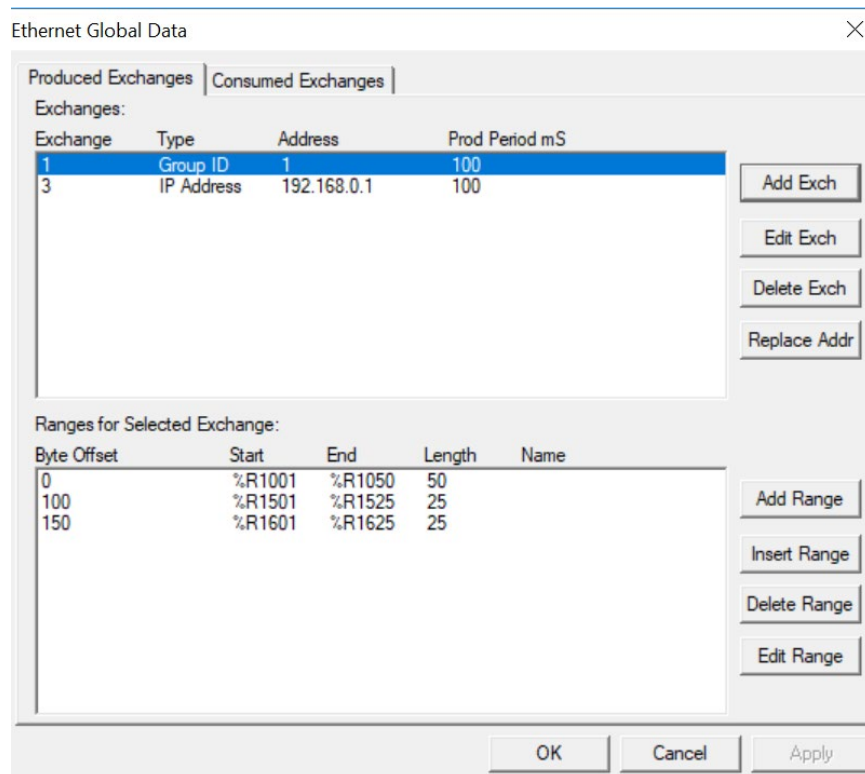 Ethernet Global Data
Produced Exchanges Consumed Exchanges
Exchanges:
Exchange Type Address Prod Period mS
1 Group ID 1 100
3 IP Address 192.168.0.1 100
Add Exch
Edit Exch
Delete Exch
Replace Addr
Ranges for Selected Exchange:
Byte Offset Start End Length Name
0 %R1001 %R1050 50
100 %R1501 %R1525 25
150 %R1601 %R1625 25
Add Range
Insert Range
Delete Range
Edit Range
OK Cancel Apply